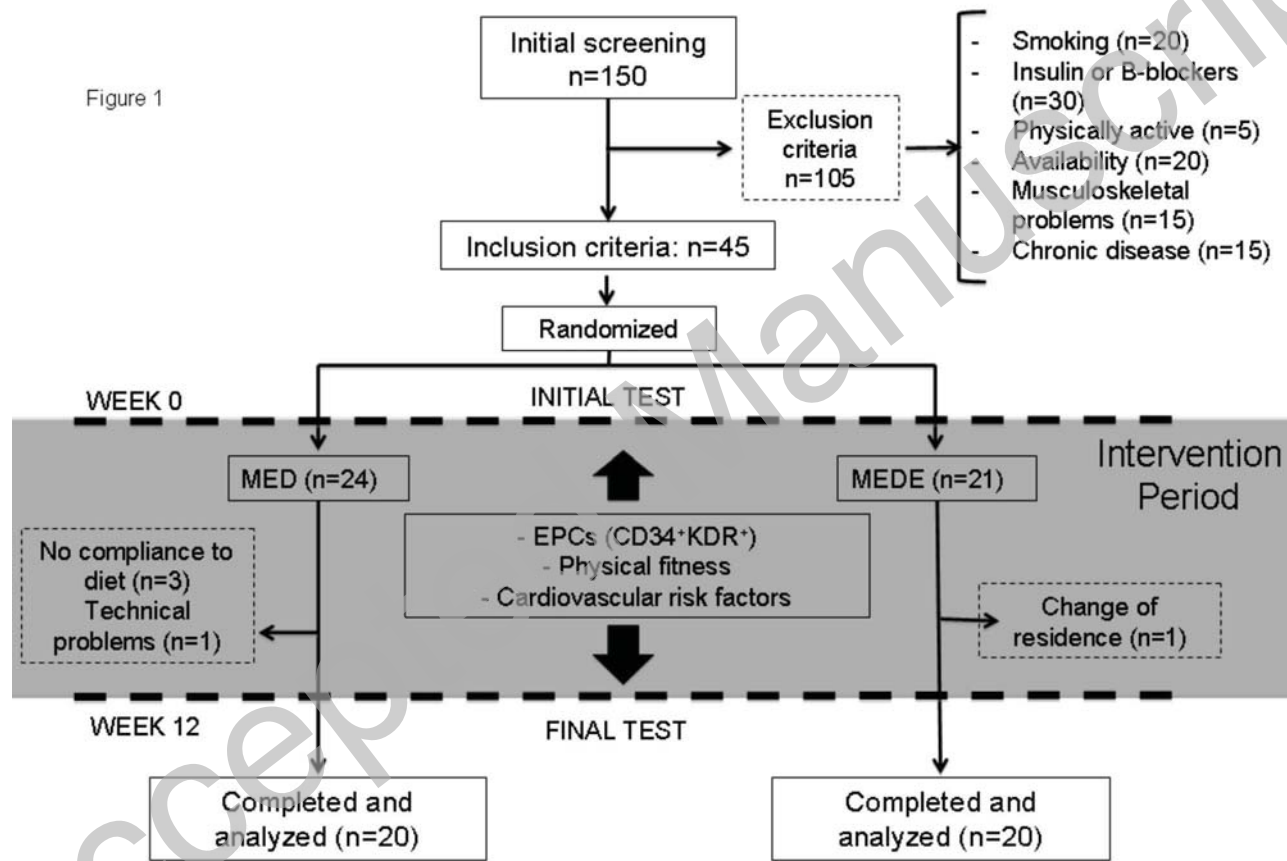 Figure 1
Initial screening
n=150
Exclusion
criteria
n=105
- Smoking (n=20)
- Insulin or B-blockers
(n=30)
- Physically active (n=5)
- Availability (n=20)
- Musculoskeletal
problems (n=15)
- Chronic disease (n=15)
Inclusion criteria: n=45
Randomized
WEEK 0
INITIAL TEST
MED (n=24)
MEDE (n=21)
Intervention
Period
No compliance to
diet (n=3)
Technical
problems (n=1)
- EPCs (CD34⁺KDR⁺)
- Physical fitness
- Cardiovascular risk factors
Change of
residence (n=1)
WEEK 12
FINAL TEST
Completed and
analyzed (n=20)
Completed and
analyzed (n=20)
ccepted Manuscri